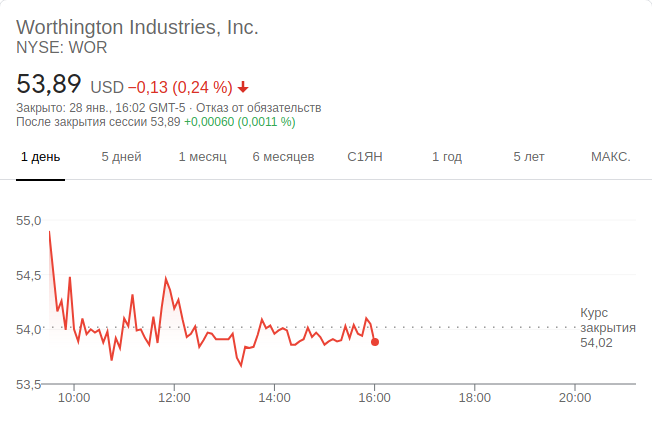 Worthington Industries, Inc.
NYSE: WOR
53,89 USD −0,13 (0,24 %)
Закрыто: 28 янв., 16:02 GMT-5 · Отказ от обязательств
После закрытия сессии 53,89 +0,00060 (0,0011 %)
1 день 5 дней 1 месяц 6 месяцев С1ЯН 1 год 5 лет МАКС.
55,0
54,5
54,0
53,5
Курс
закрытия
54,02
10:00 12:00 14:00 16:00 18:00 20:00